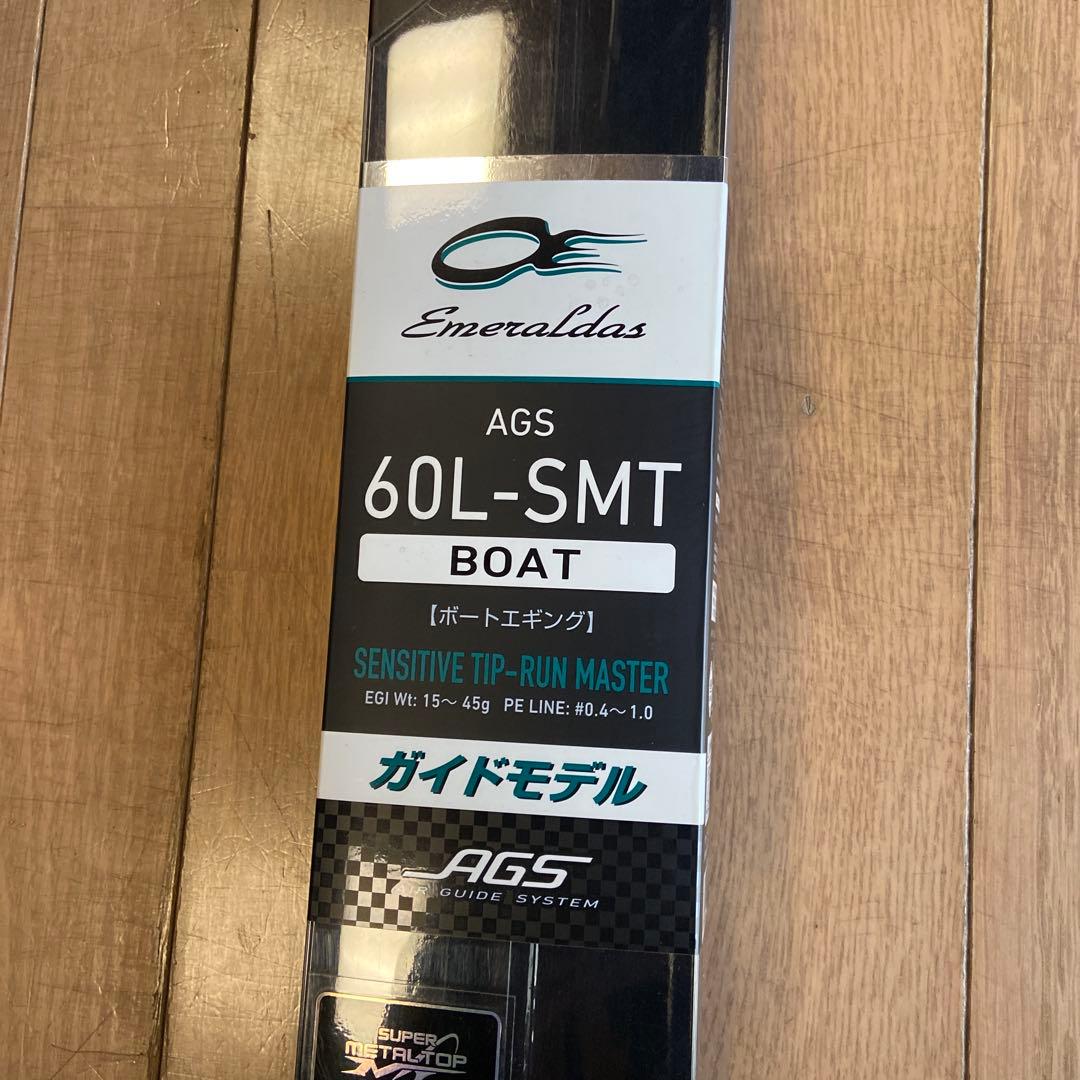 Emeraldas
AGS
60L-SMT
BOAT
【ボートエギング】
SENSITIVE TIP-RUN MASTER
EGI Wt: 15〜45g PE LINE: #0.4〜1.0
ガイドモデル
AGS
AIR GUIDE SYSTEM
SUPER
METAL TOP